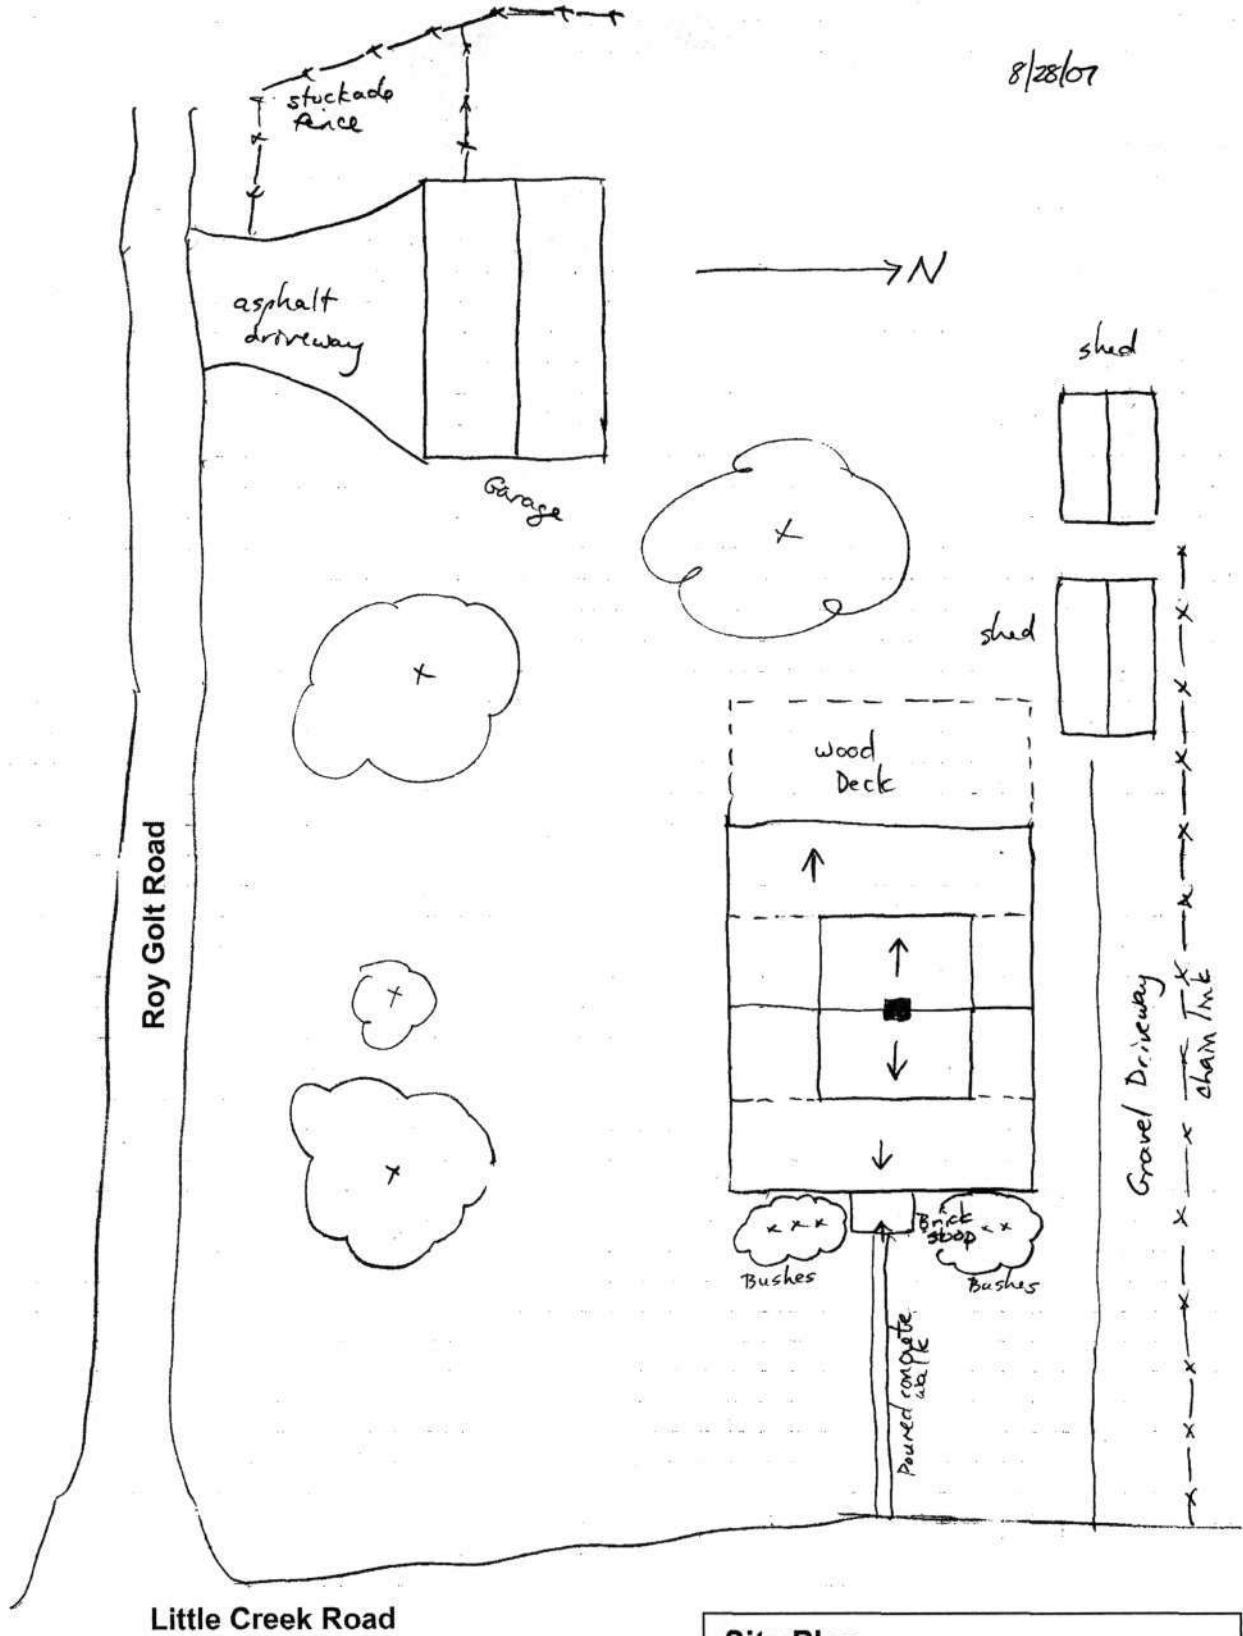 8/28/07
stockade
fence
N
asphalt
driveway
shed
Garage
shed
wood
Deck
Roy Golt Road
Gravel Driveway
chain link
Brick
stoop
Bushes
Bushes
Poured concrete
walk
Little Creek Road